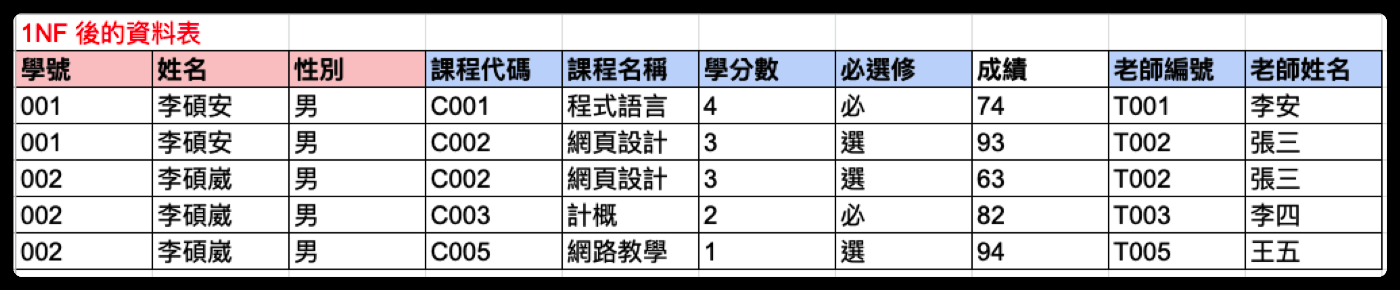 1NF 後的資料表
學號 姓名 性別 課程代碼 課程名稱 學分數 必選修 成績 老師編號 老師姓名
001 李碩安 男 C001 程式語言 4 必 74 T001 李安
001 李碩安 男 C002 網頁設計 3 選 93 T002 張三
002 李碩崴 男 C002 網頁設計 3 選 63 T002 張三
002 李碩崴 男 C003 計概 2 必 82 T003 李四
002 李碩崴 男 C005 網路教學 1 選 94 T005 王五